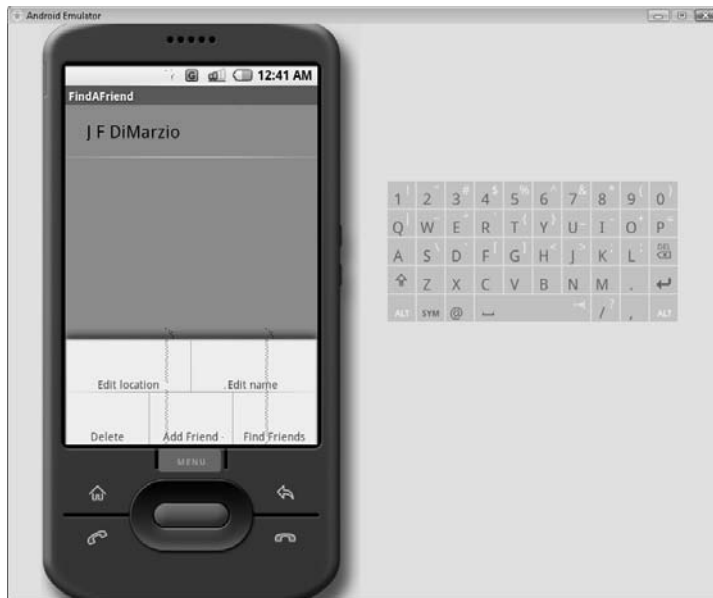 Android Emulator
G 12:41 AM
FindAFriend
J F DiMarzio
Edit location Edit name
Delete Add Friend Find Friends
MENU
1 ! 2 3 # 4 $ 5 % 6 ^ 7 & 8 * 9 ( 0 )
Q | W E R T { Y } U _ I - O + P =
A S \ D F [ G ] H < J > K ; L : DEL
Z X C V B N M .
ALT SYM @ / ? , ALT